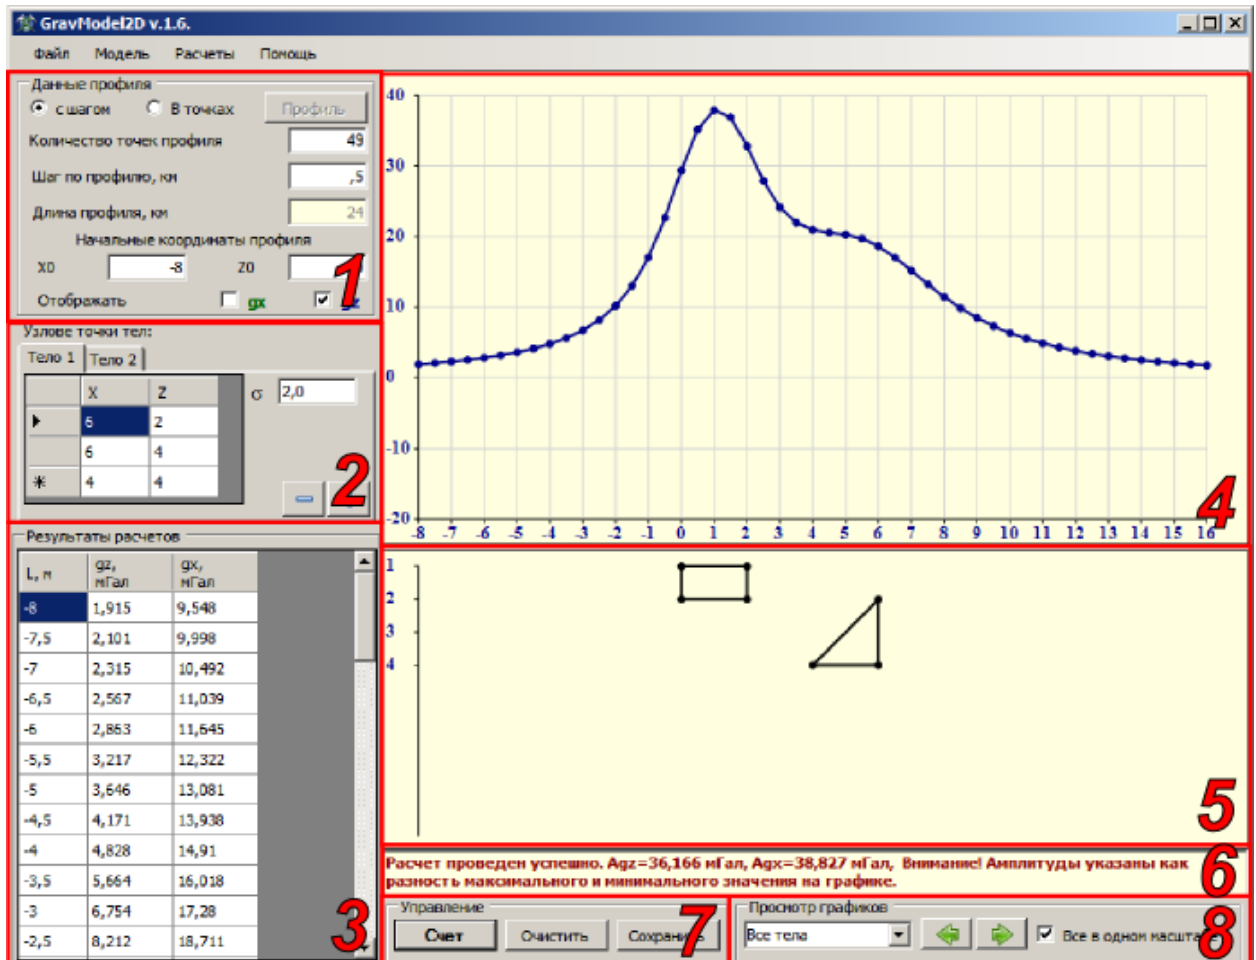 GravModel2D v.1.6.
Файл Модель Расчеты Помощь
Данные профиля
с шагом В точках Профиль
Количество точек профиля 49
Шаг по профилю, км ,5
Длина профиля, км 24
Начальные координаты профиля
X0 -8 Z0
Отображать gx
1
Узлове точки тел:
Тело 1 Тело 2
X Z
6 2
6 4
4 4
σ 2,0
2
Результаты расчетов
L, м gz, мГал gx, мГал
-8 1,915 9,548
-7,5 2,101 9,998
-7 2,315 10,492
-6,5 2,567 11,039
-6 2,863 11,645
-5,5 3,217 12,322
-5 3,646 13,081
-4,5 4,171 13,938
-4 4,828 14,91
-3,5 5,664 16,018
-3 6,754 17,28
-2,5 8,212 18,711
3
40
30
20
10
0
-10
-20
-8 -7 -6 -5 -4 -3 -2 -1 0 1 2 3 4 5 6 7 8 9 10 11 12 13 14 15 16
4
1
2
3
4
5
Расчет проведен успешно. Agz=36,166 мГал, Agx=38,827 мГал, Внимание! Амплитуды указаны как
разность максимального и минимального значения на графике.
6
Управление
Счет Очистить Сохранить
7
Просмотр графиков
Все тела Все в одном масштабе
8